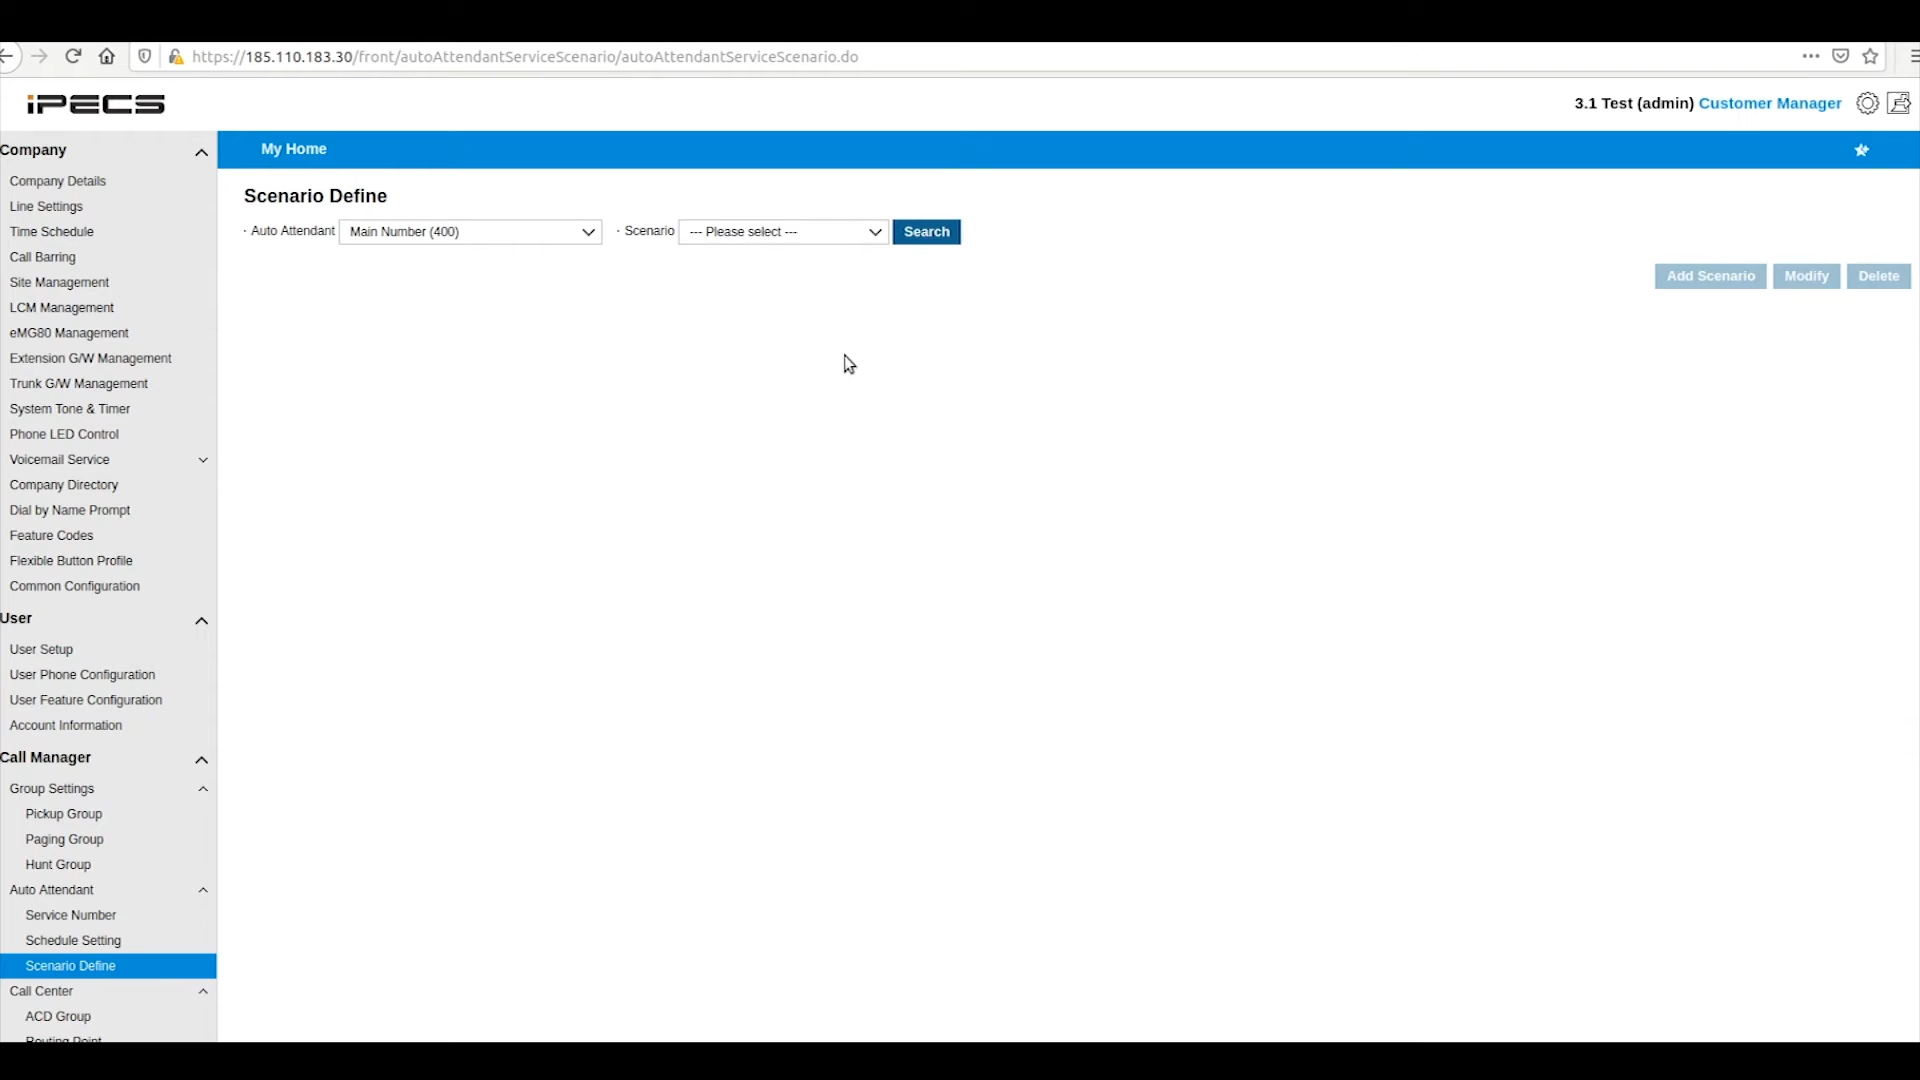 https://185.110.183.30/front/autoAttendantServiceScenario/autoAttendantServiceScenario.do
iPECS
3.1 Test (admin) Customer Manager
Company
My Home
Company Details
Line Settings
Time Schedule
Call Barring
Site Management
LCM Management
eMG80 Management
Extension G/W Management
Trunk G/W Management
System Tone & Timer
Phone LED Control
Voicemail Service
Company Directory
Dial by Name Prompt
Feature Codes
Flexible Button Profile
Common Configuration
User
User Setup
User Phone Configuration
User Feature Configuration
Account Information
Call Manager
Group Settings
Pickup Group
Paging Group
Hunt Group
Auto Attendant
Service Number
Schedule Setting
Scenario Define
Call Center
ACD Group
Routing Point
Scenario Define
· Auto Attendant Main Number (400) · Scenario --- Please select --- Search
Add Scenario Modify Delete